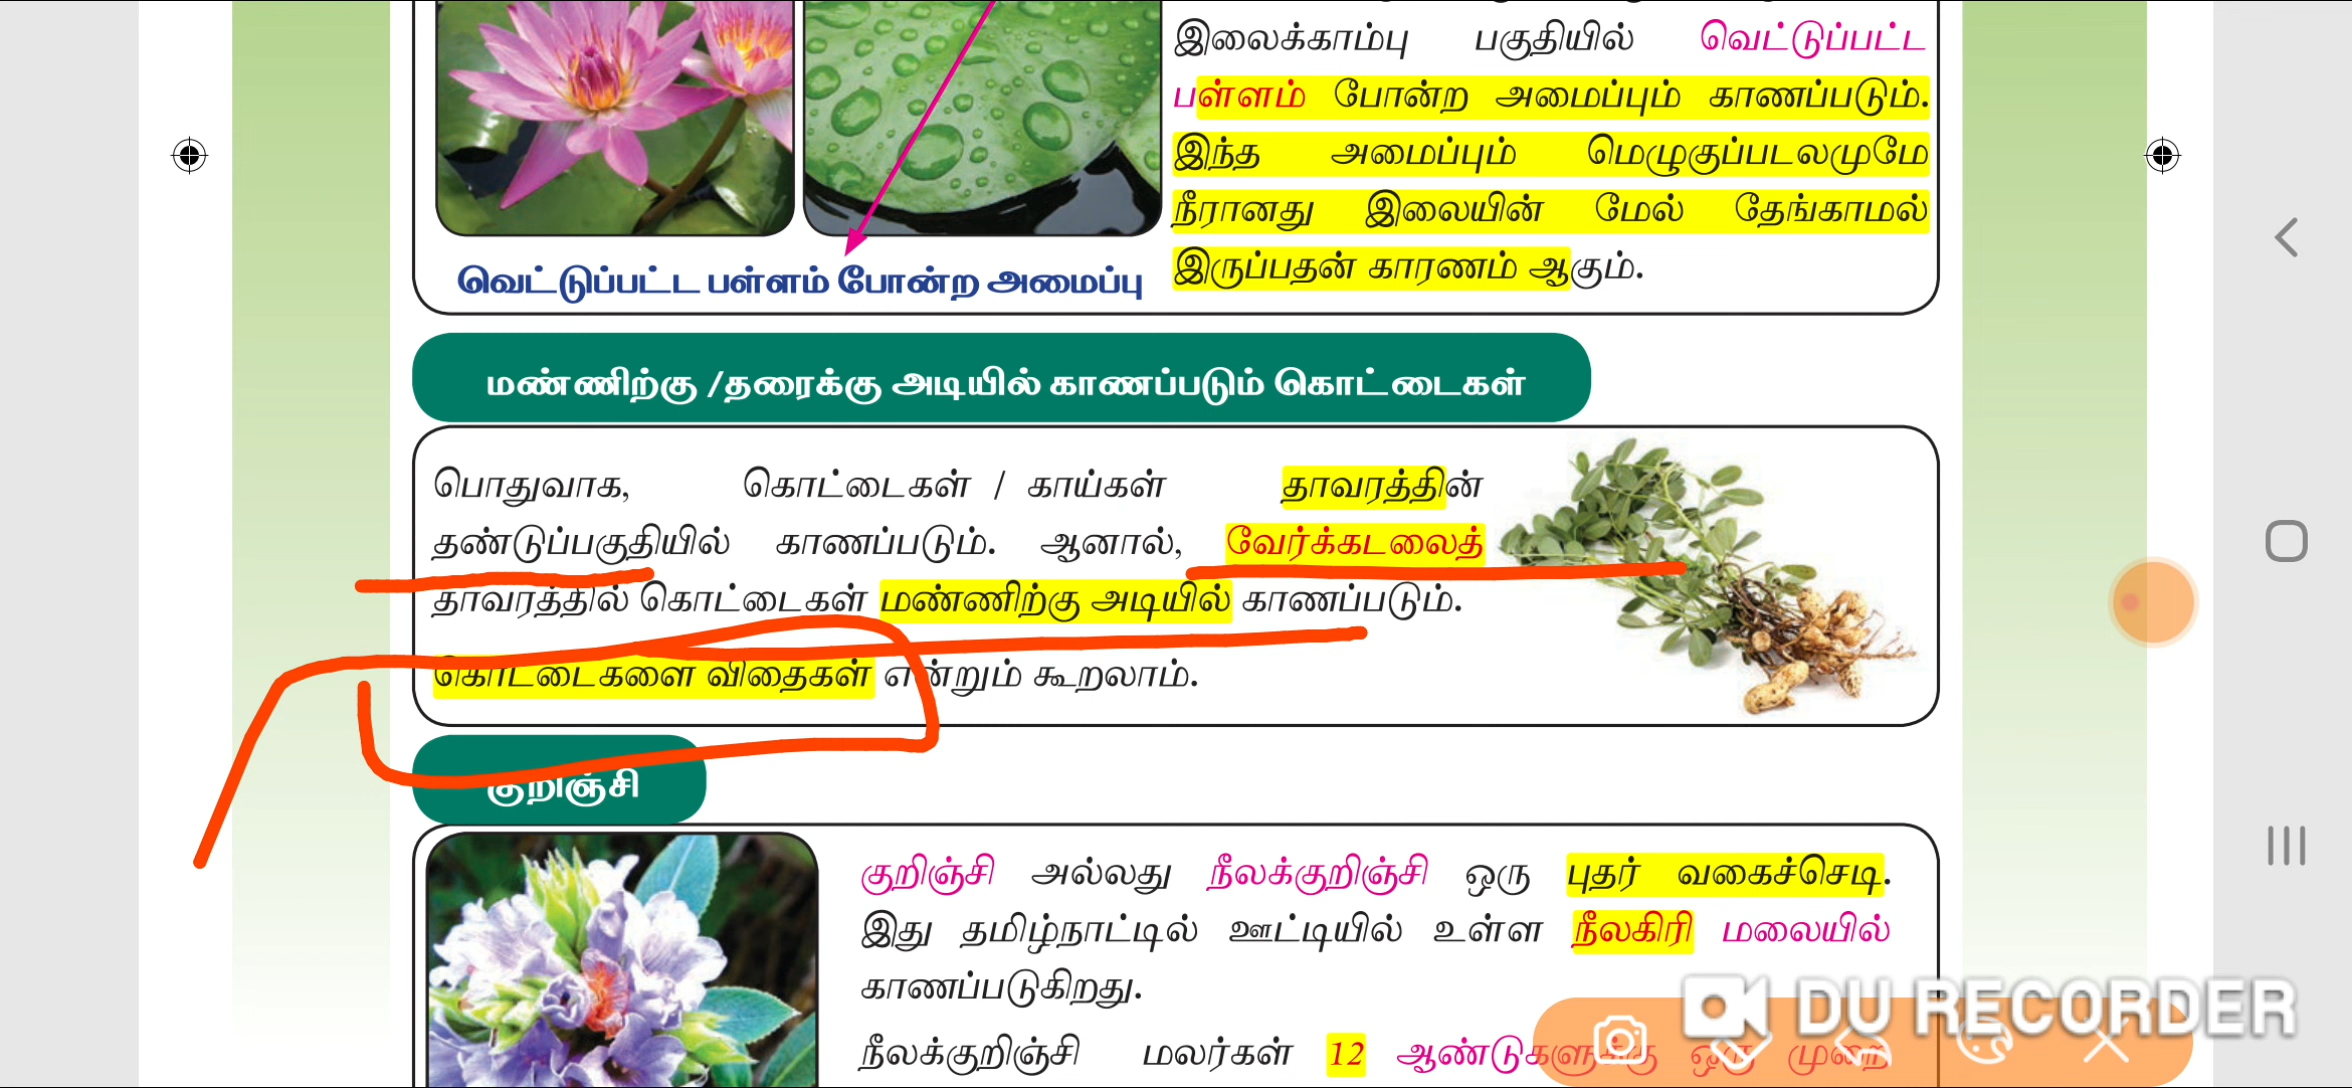 இலைக்காம்பு பகுதியில் வெட்டுப்பட்ட
பள்ளம் போன்ற அமைப்பும் காணப்படும்.
இந்த அமைப்பும் மெழுகுப்படலமுமே
நீரானது இலையின் மேல் தேங்காமல்
இருப்பதன் காரணம் ஆகும்.
வெட்டுப்பட்ட பள்ளம் போன்ற அமைப்பு
மண்ணிற்கு /தரைக்கு அடியில் காணப்படும் கொட்டைகள்
பொதுவாக, கொட்டைகள் / காய்கள் தாவரத்தின்
தண்டுப்பகுதியில் காணப்படும். ஆனால், வேர்க்கடலைத்
தாவரத்தில் கொட்டைகள் மண்ணிற்கு அடியில் காணப்படும்.
கொட்டைகளை விதைகள் என்றும் கூறலாம்.
குறிஞ்சி
குறிஞ்சி அல்லது நீலக்குறிஞ்சி ஒரு புதர் வகைச்செடி.
இது தமிழ்நாட்டில் ஊட்டியில் உள்ள நீலகிரி மலையில்
காணப்படுகிறது.
நீலக்குறிஞ்சி மலர்கள் 12 ஆண்டுகளுக்கு ஒரு முறை
DU RECORDER